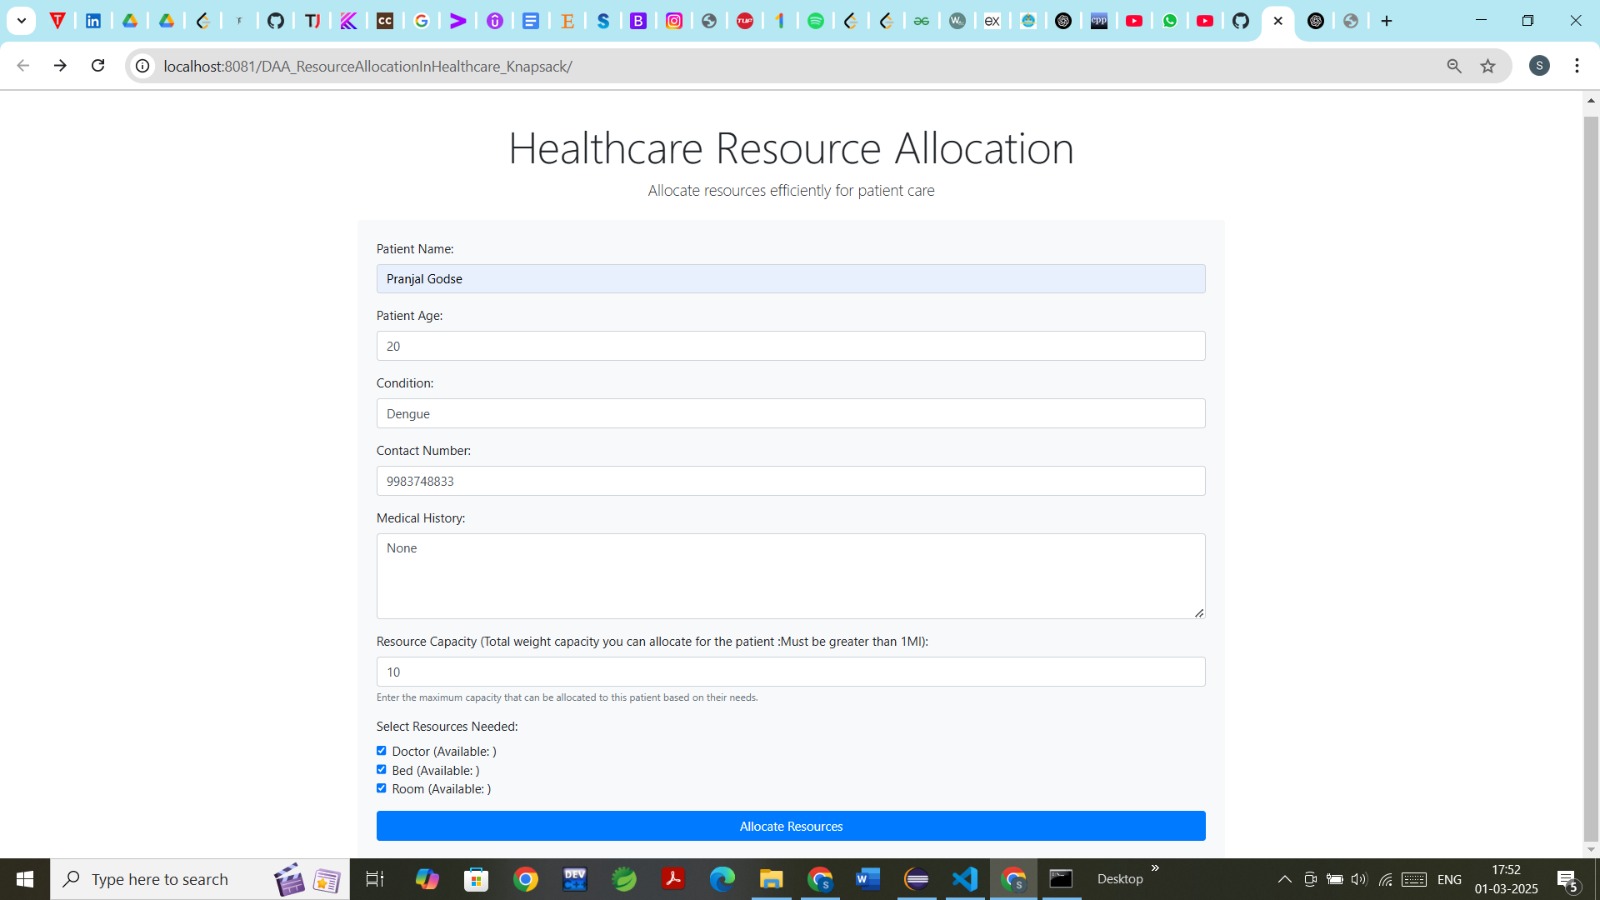 localhost:8081/DAA_ResourceAllocationInHealthcare_Knapsack/
S
Healthcare Resource Allocation
Allocate resources efficiently for patient care
Patient Name:
Pranjal Godse
Patient Age:
20
Condition:
Dengue
Contact Number:
9983748833
Medical History:
None
Resource Capacity (Total weight capacity you can allocate for the patient :Must be greater than 1Ml):
10
Enter the maximum capacity that can be allocated to this patient based on their needs.
Select Resources Needed:
Doctor (Available: )
Bed (Available: )
Room (Available: )
Allocate Resources
Type here to search
Desktop
ENG
17:52
01-03-2025
5